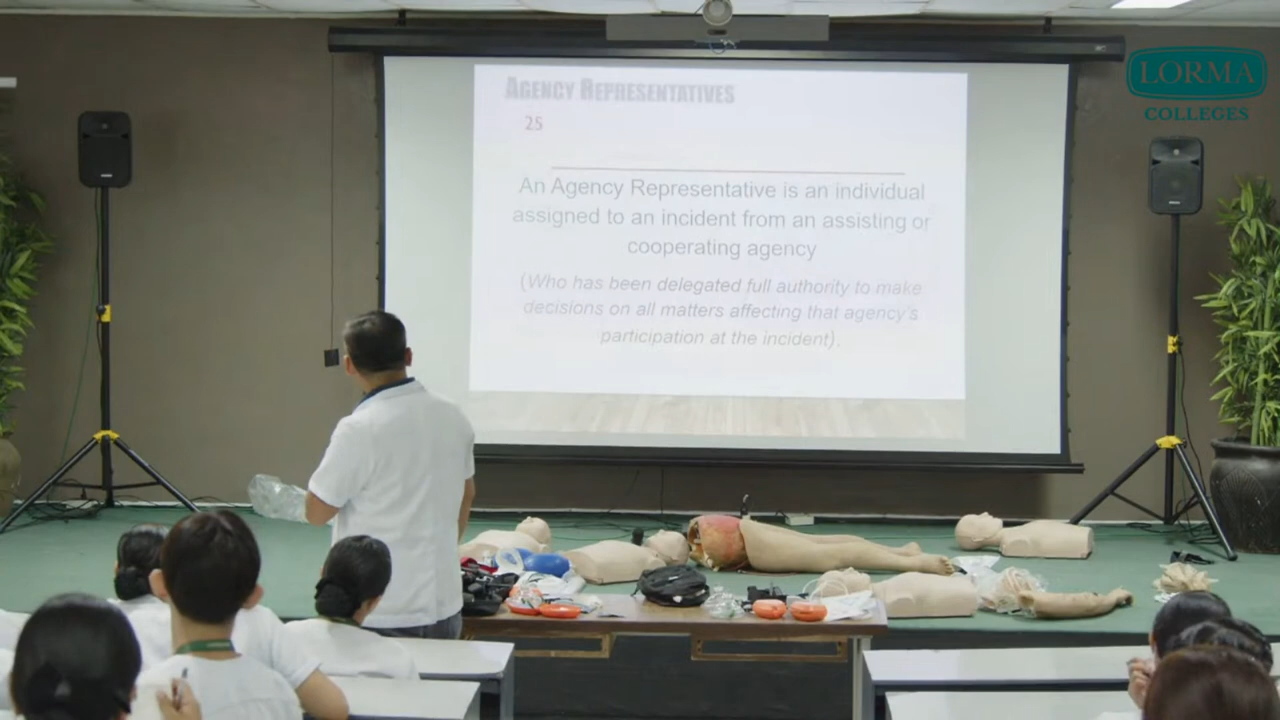 LORMA
COLLEGES
AGENCY REPRESENTATIVES
25
An Agency Representative is an individual
assigned to an incident from an assisting or
cooperating agency
(Who has been delegated full authority to make
decisions on all matters affecting that agency's
participation at the incident).